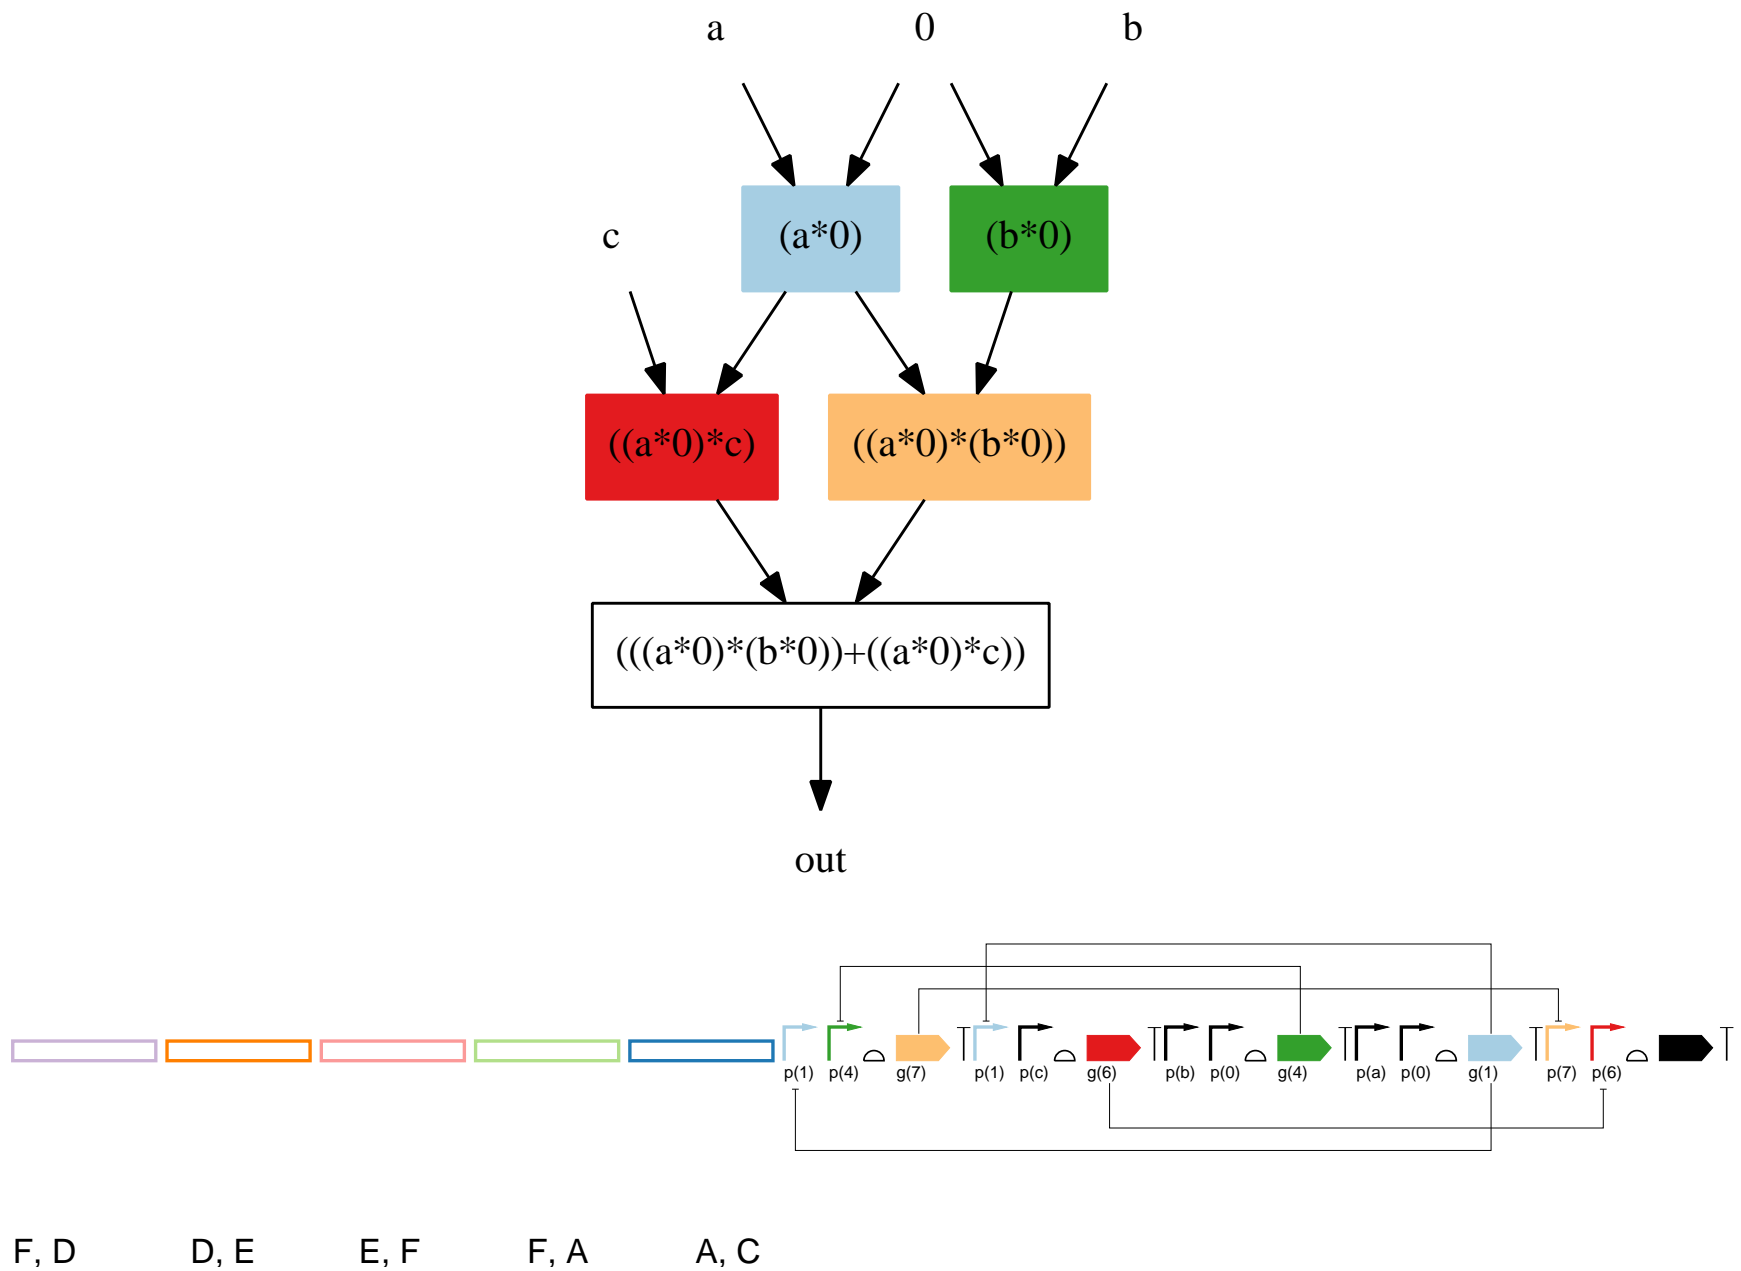 a 0 b
c (a*0) (b*0)
((a*0)*c) ((a*0)*(b*0))
(((a*0)*(b*0))+((a*0)*c))
out
p(1) p(4) g(7) p(1) p(c) g(6) p(b) p(0) g(4) p(a) p(0) g(1) p(7) p(6)
F, D D, E E, F F, A A, C